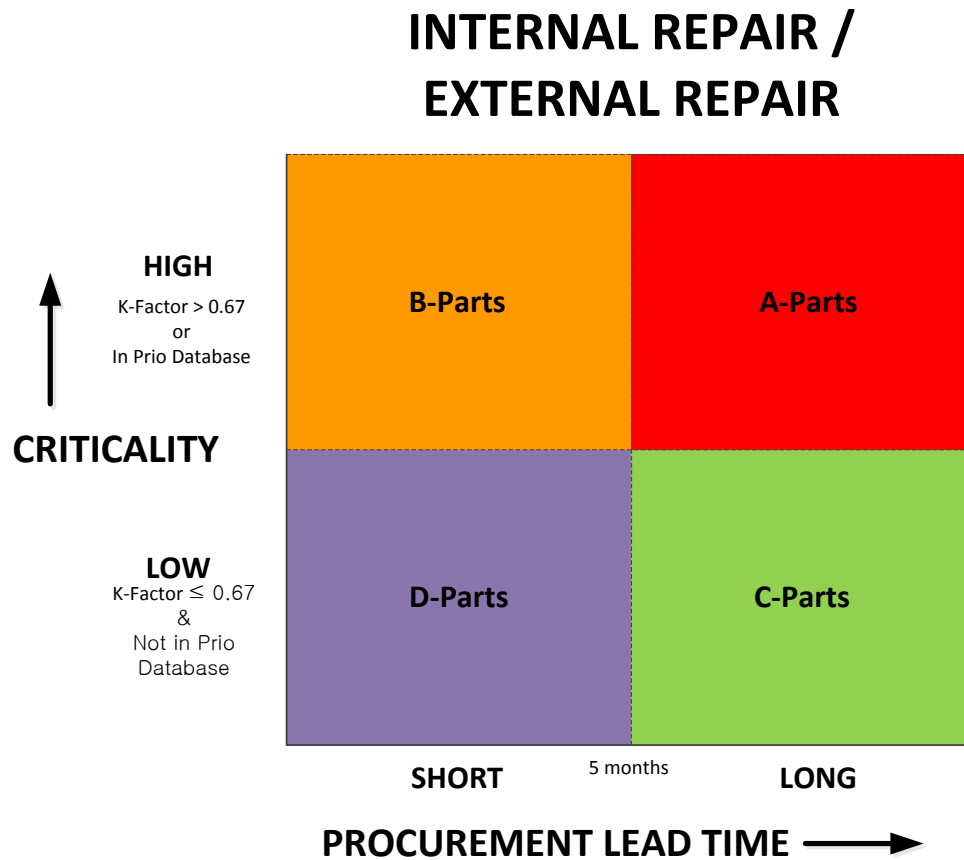 INTERNAL REPAIR /
EXTERNAL REPAIR
HIGH
K-Factor > 0.67
or
In Prio Database
B-Parts
A-Parts
CRITICALITY
LOW
K-Factor ≤ 0.67
&
Not in Prio
Database
D-Parts
C-Parts
SHORT
5 months
LONG
PROCUREMENT LEAD TIME